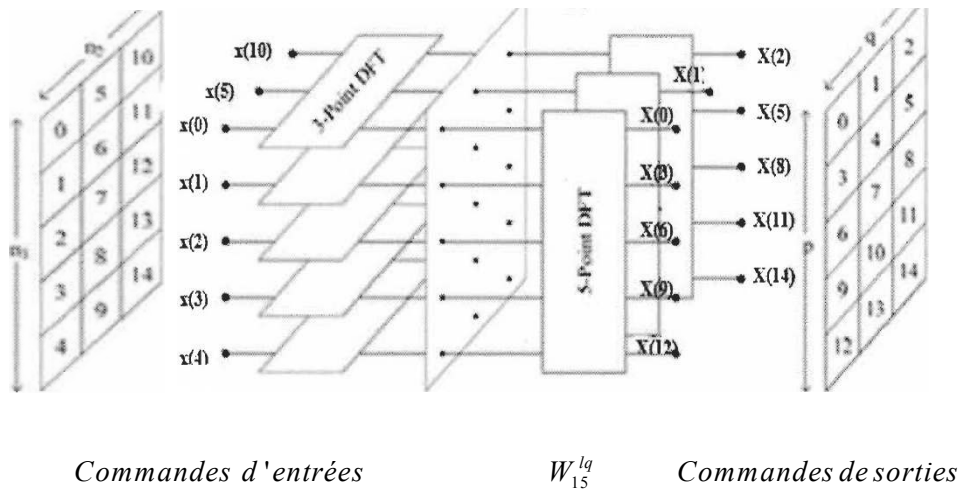 n₂
0 5 10
1 6 11
2 7 12
3 8 13
4 9 14
x(10)
x(5)
x(0)
x(1)
x(2)
x(3)
x(4)
3-Point DFT
5-Point DFT
X(2)
X(1)
X(5)
X(0)
X(8)
X(6)
X(11)
X(9)
X(14)
X(12)
q
p
0 1 2
3 4 5
6 7 8
9 10 11
12 13 14
Commandes d'entrées
W₁₅^{lq}
Commandes de sorties